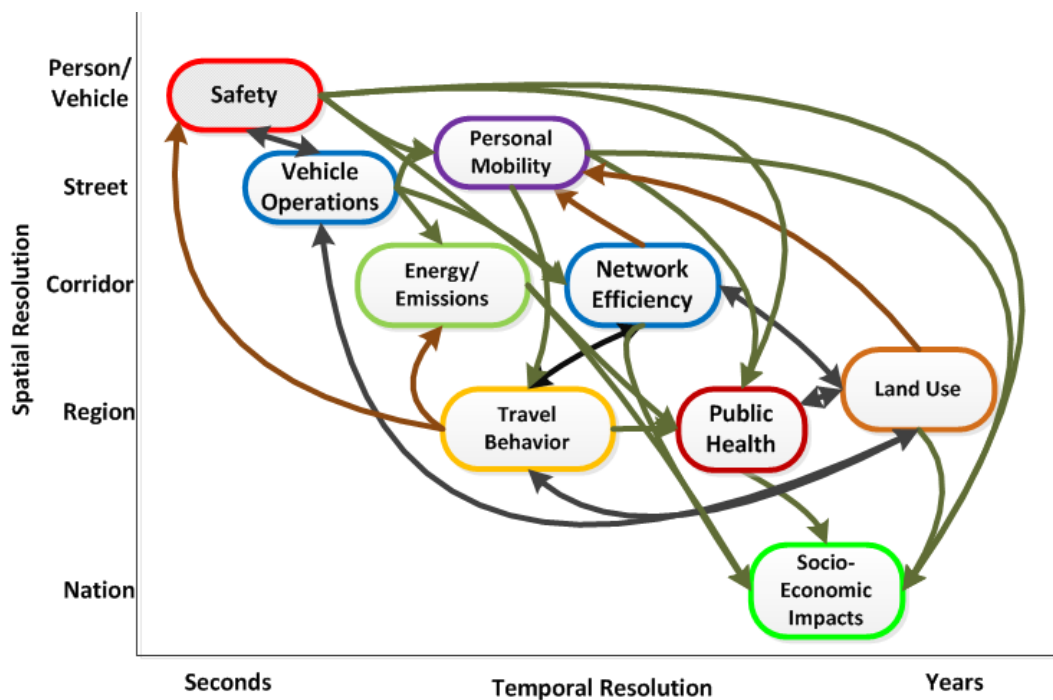 Person/
Vehicle
Safety
Personal
Mobility
Street
Vehicle
Operations
Corridor
Energy/
Emissions
Network
Efficiency
Spatial Resolution
Region
Travel
Behavior
Public
Health
Land Use
Nation
Socio-
Economic
Impacts
Seconds
Temporal Resolution
Years